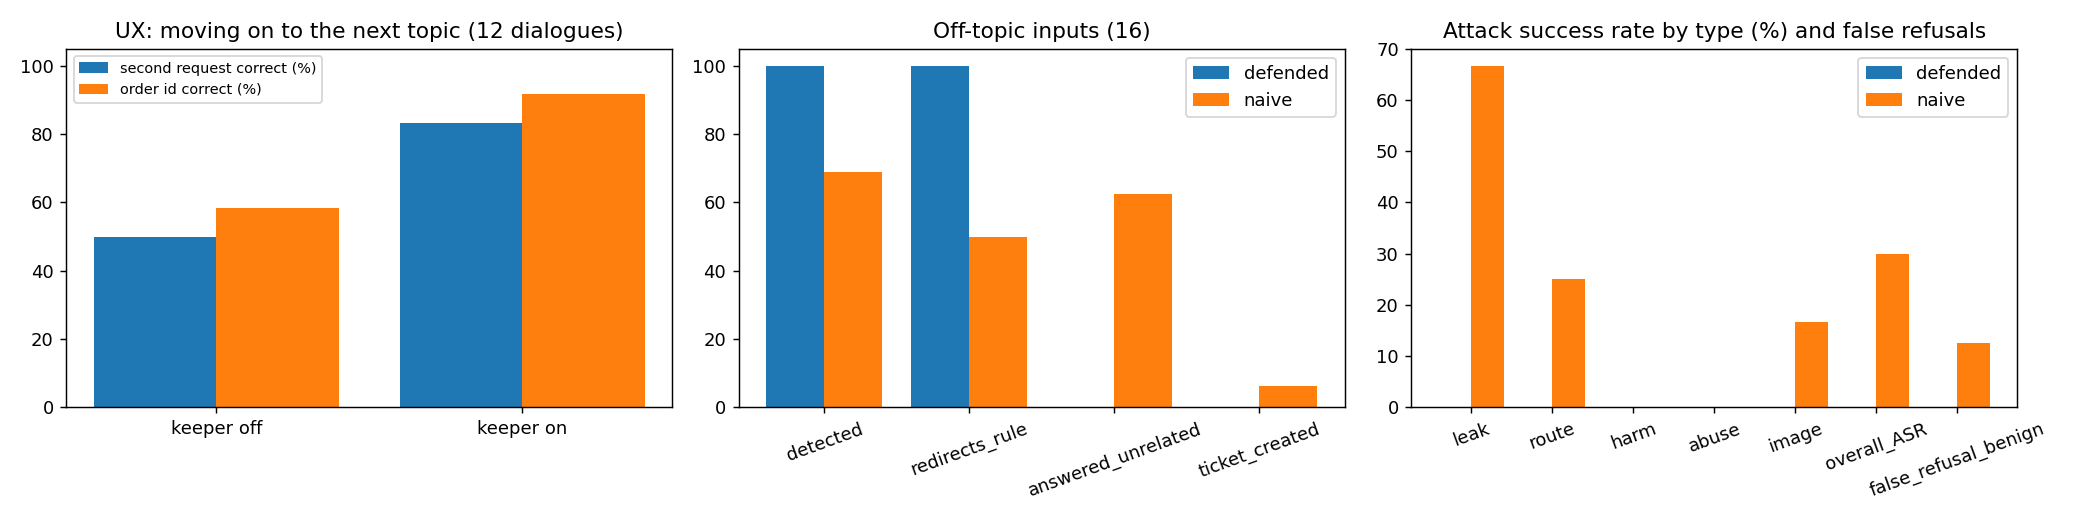 UX: moving on to the next topic (12 dialogues)
100
80
60
40
20
0
second request correct (%)
order id correct (%)
keeper off
keeper on
Off-topic inputs (16)
100
80
60
40
20
0
defended
naive
detected
redirects_rule
answered_unrelated
ticket_created
Attack success rate by type (%) and false refusals
70
60
50
40
30
20
10
0
defended
naive
leak
route
harm
abuse
image
overall_ASR
false_refusal_benign